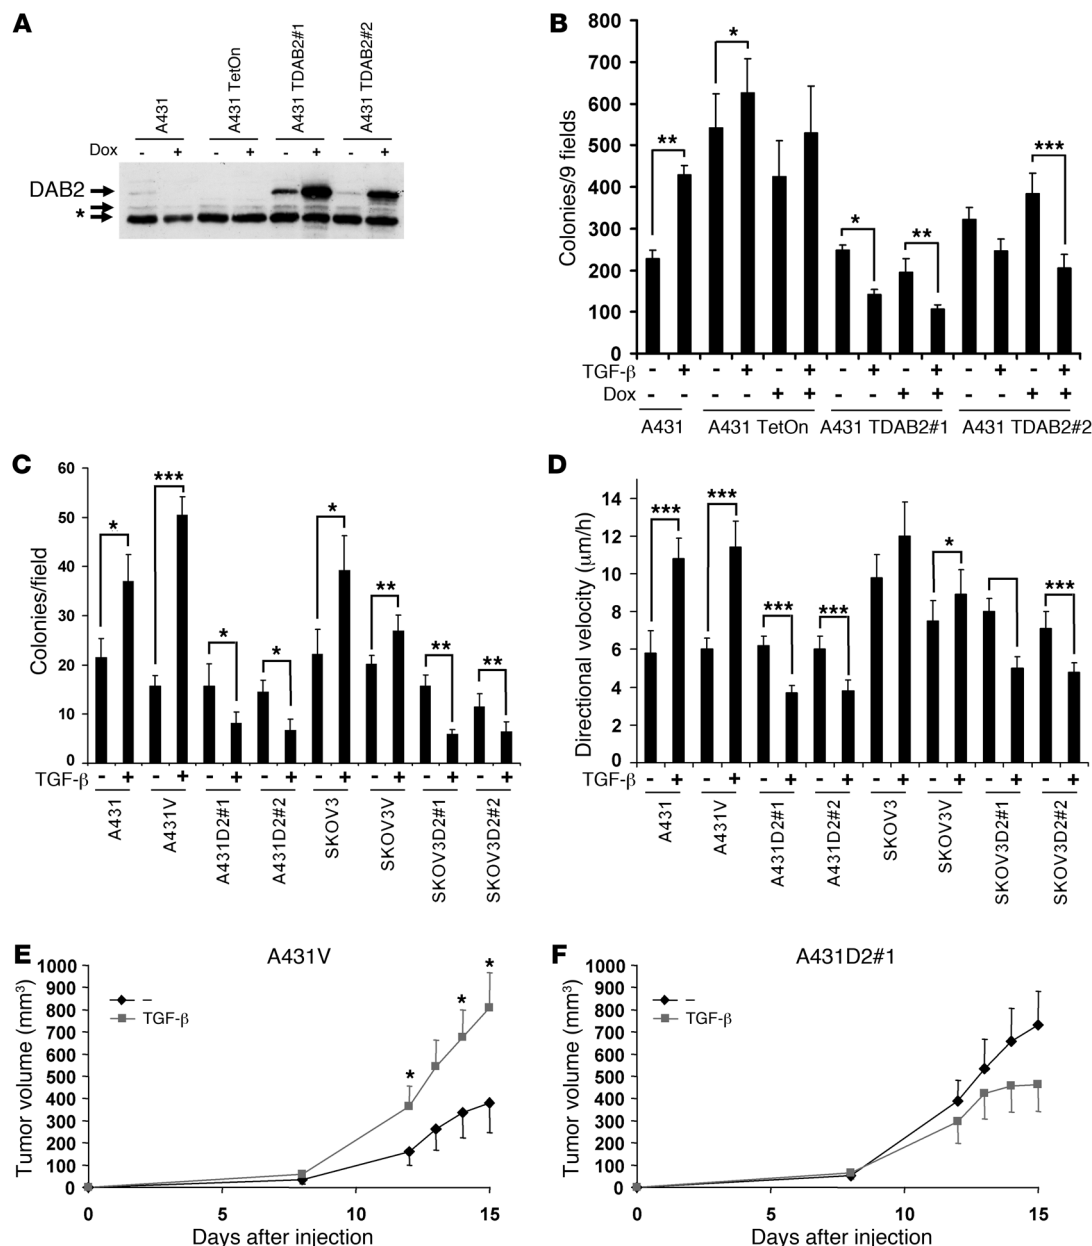 A
A431
A431 TetOn
A431 TDAB2#1
A431 TDAB2#2
Dox - + - + - + - +
DAB2
*
B
800
700
600
500
400
300
200
100
0
Colonies/9 fields
** * * ** ***
TGF-β - + - + - + - + - + - + - +
Dox - - - - + + - - + + - - + +
A431 A431 TetOn A431 TDAB2#1 A431 TDAB2#2
C
60
50
40
30
20
10
0
Colonies/field
* *** * * * ** ** **
TGF-β - + - + - + - + - + - + - + - +
A431
A431V
A431D2#1
A431D2#2
SKOV3
SKOV3V
SKOV3D2#1
SKOV3D2#2
D
14
12
10
8
6
4
2
0
Directional velocity (μm/h)
*** *** *** *** * ***
TGF-β - + - + - + - + - + - + - + - +
A431
A431V
A431D2#1
A431D2#2
SKOV3
SKOV3V
SKOV3D2#1
SKOV3D2#2
E
A431V
1000
900
800
700
600
500
400
300
200
100
0
Tumor volume (mm³)
–
TGF-β
* * *
0 5 10 15
Days after injection
F
A431D2#1
1000
900
800
700
600
500
400
300
200
100
0
Tumor volume (mm³)
–
TGF-β
0 5 10 15
Days after injection